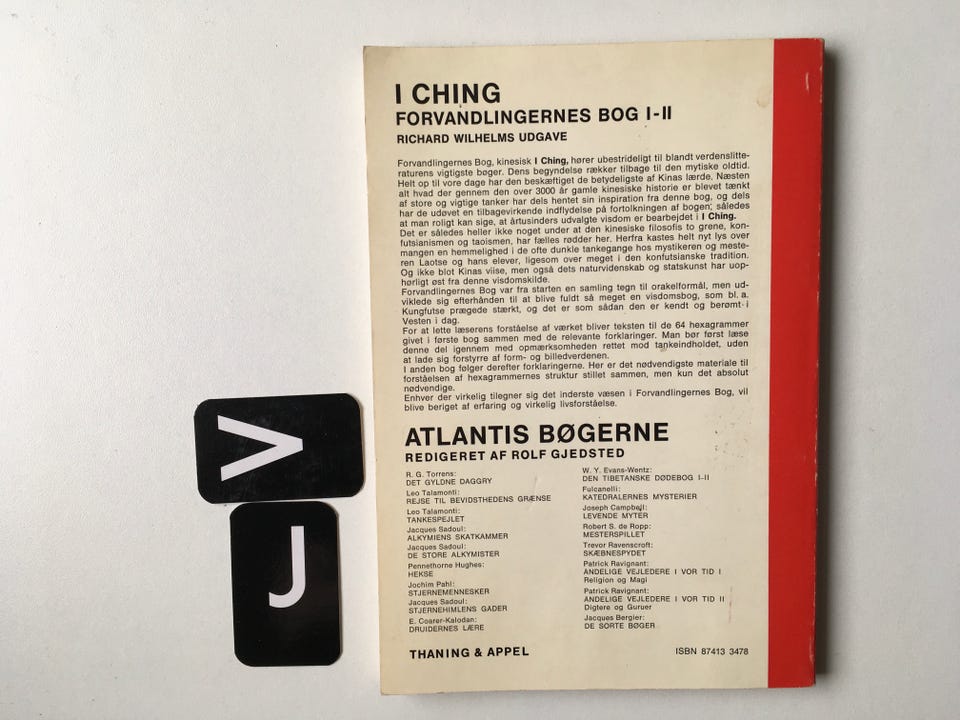 I CHING
FORVANDLINGERNES BOG I-II
RICHARD WILHELMS UDGAVE
Forvandlingernes Bog, kinesisk I Ching, hører ubestrideligt til blandt verdenslitte-
raturens vigtigste bøger. Dens begyndelse rækker tilbage til den mytiske oldtid.
Helt op til vore dage har den beskæftiget de betydeligste af Kinas lærde. Næsten
alt hvad der gennem den over 3000 år gamle kinesiske historie er blevet tænkt
af store og vigtige tanker har dels hentet sin inspiration fra denne bog, og dels
har de udøvet en tilbagevirkende indflydelse på fortolkningen af bogen; således
at man roligt kan sige, at årtusinders udvalgte visdom er bearbejdet i I Ching.
Det er således heller ikke noget under at den kinesiske filosofis to grene, kon-
futsianismen og taoismen, har fælles rødder her. Herfra kastes helt nyt lys over
mangen en hemmelighed i de ofte dunkle tankegange hos mystikeren og meste-
ren Laotse og hans elever, ligesom over meget i den konfutsianske tradition.
Og ikke blot Kinas viise, men også dets naturvidenskab og statskunst har uop-
hørligt øst fra denne visdomskilde.
Forvandlingernes Bog var fra starten en samling tegn til orakelformål, men ud-
viklede sig efterhånden til at blive fuldt så meget en visdomsbog, som bl. a.
Kungfutse prægede stærkt, og det er som sådan den er kendt og berømt i
Vesten i dag.
For at lette læserens forståelse af værket bliver teksten til de 64 hexagrammer
givet i første bog sammen med de relevante forklaringer. Man bør først læse
denne del igennem med opmærksomheden rettet mod tankeindholdet, uden
at lade sig forstyrre af form- og billedverdenen.
I anden bog følger derefter forklaringerne. Her er det nødvendigste materiale til
forståelsen af hexagrammernes struktur stillet sammen, men kun det absolut
nødvendige.
Enhver der virkelig tilegner sig det inderste væsen i Forvandlingernes Bog, vil
blive beriget af erfaring og virkelig livsforståelse.
ATLANTIS BØGERNE
REDIGERET AF ROLF GJEDSTED
R. G. Torrens:
DET GYLDNE DAGGRY
Leo Talamonti:
REJSE TIL BEVIDSTHEDENS GRÆNSE
Leo Talamonti:
TANKESPEJLET
Jacques Sadoul:
ALKYMIENS SKATKAMMER
Jacques Sadoul:
DE STORE ALKYMISTER
Pennethorne Hughes:
HEKSE
Jochim Pahl:
STJERNEMENNESKER
Jacques Sadoul:
STJERNEHIMLENS GADER
E. Coarer-Kalodan:
DRUIDERNES LÆRE
W. Y. Evans-Wentz:
DEN TIBETANSKE DØDEBOG I-II
Fulcanelli:
KATEDRALERNES MYSTERIER
Joseph Campbell:
LEVENDE MYTER
Robert S. de Ropp:
MESTERSPILLET
Trevor Ravenscroft:
SKÆBNESPYDET
Patrick Ravignant:
ANDELIGE VEJLEDERE I VOR TID I
Religion og Magi
Patrick Ravignant:
ANDELIGE VEJLEDERE I VOR TID II
Digtere og Guruer
Jacques Bergier:
DE SORTE BØGER
THANING & APPEL
ISBN 87413 3478
V
J